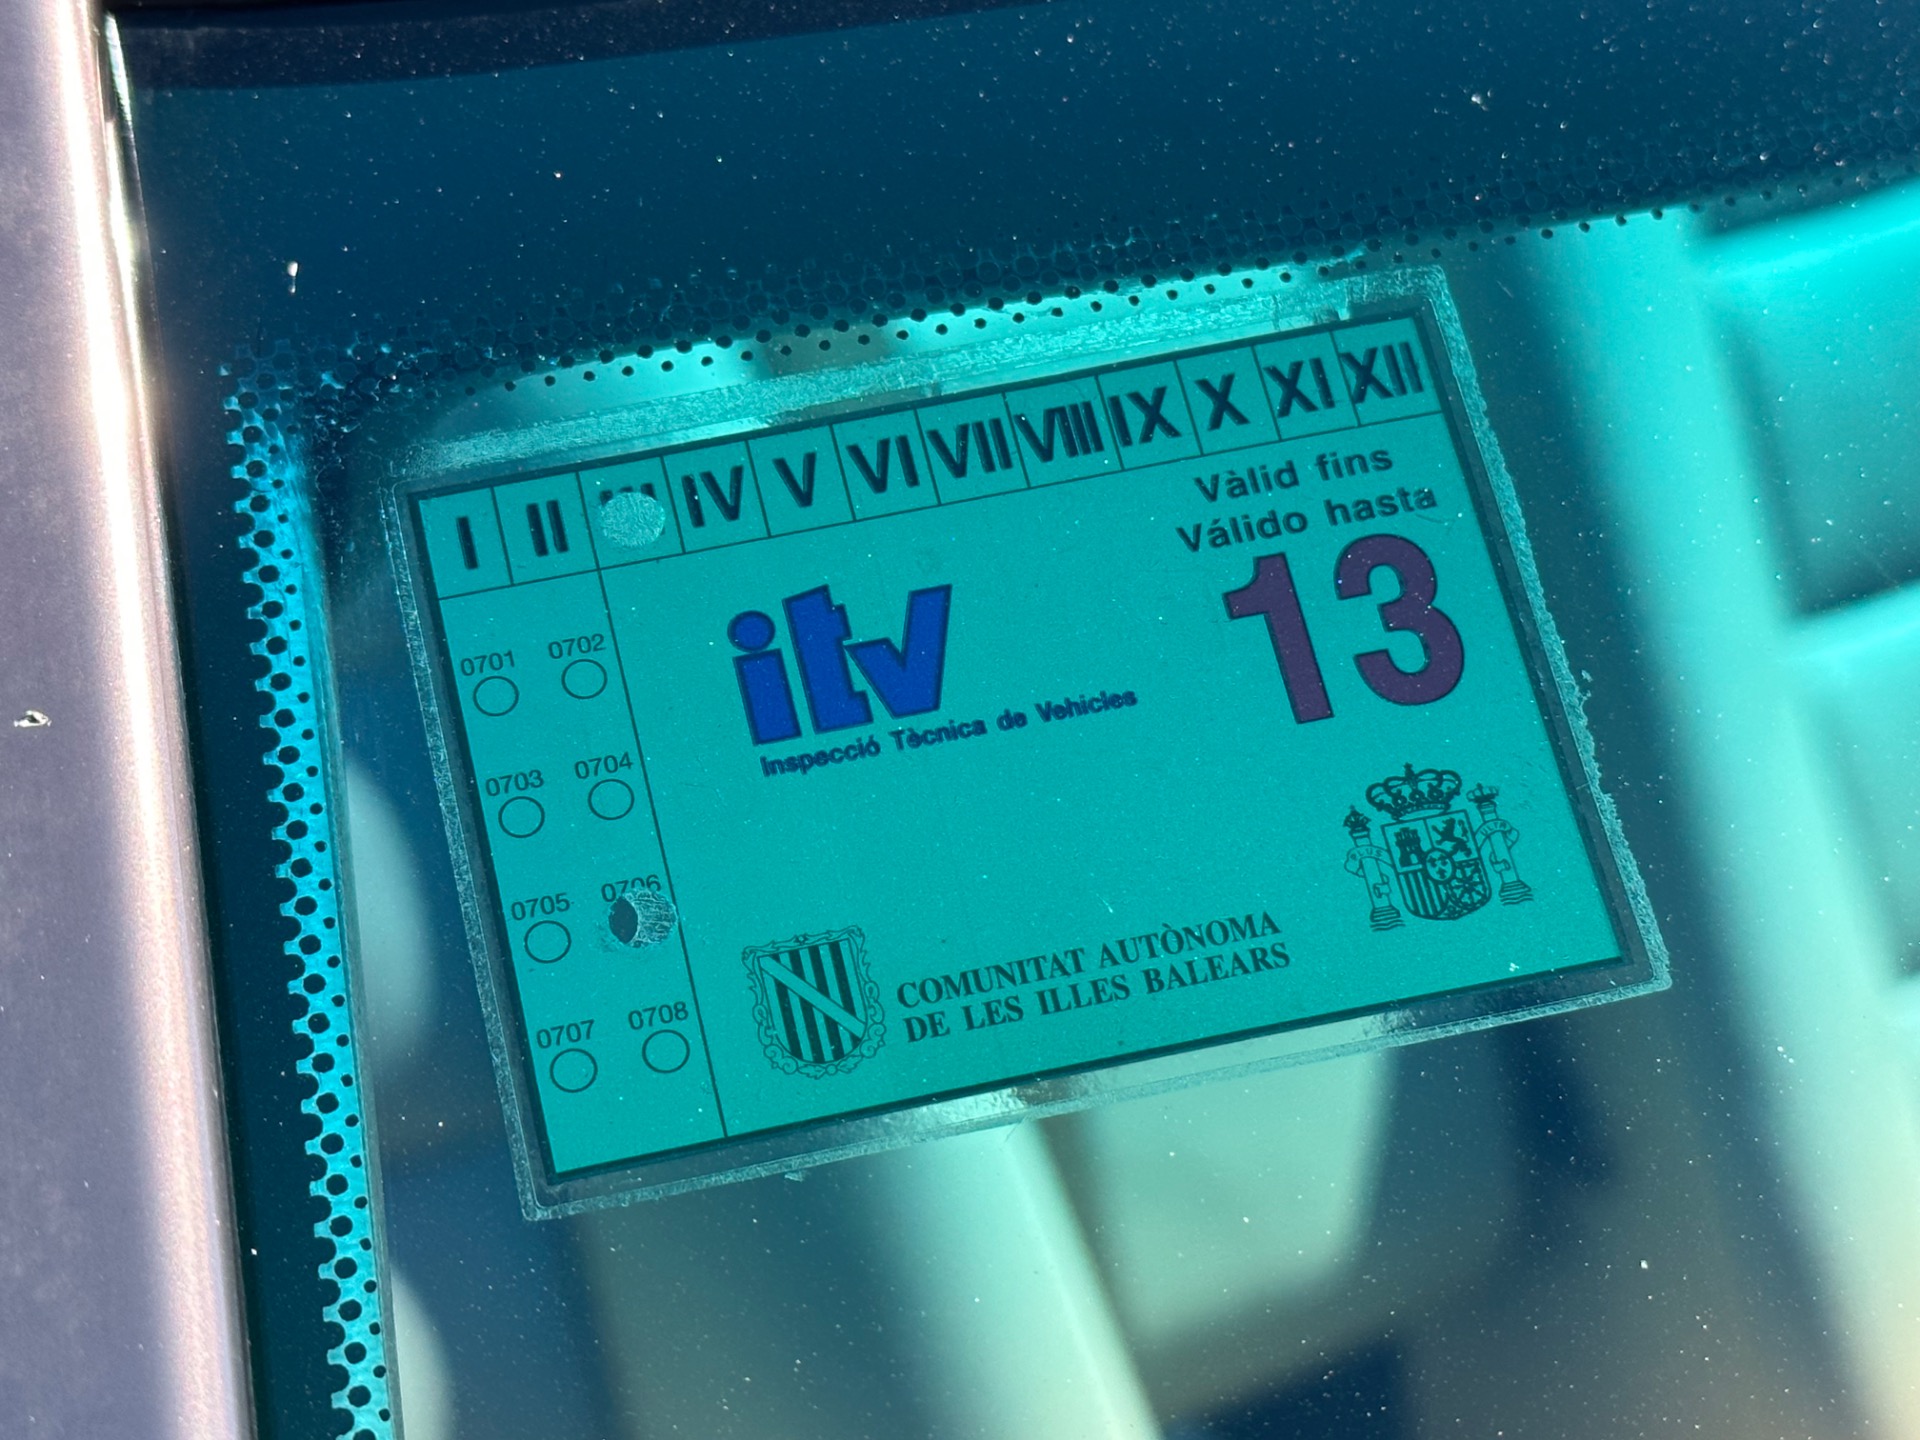 I II III IV V VI VII VIII IX X XI XII
Vàlid fins
Válido hasta
13
itv
Inspecció Tècnica de Vehicles
0701 0702
0703 0704
0705 0706
0707 0708
COMUNITAT AUTÒNOMA
DE LES ILLES BALEARS